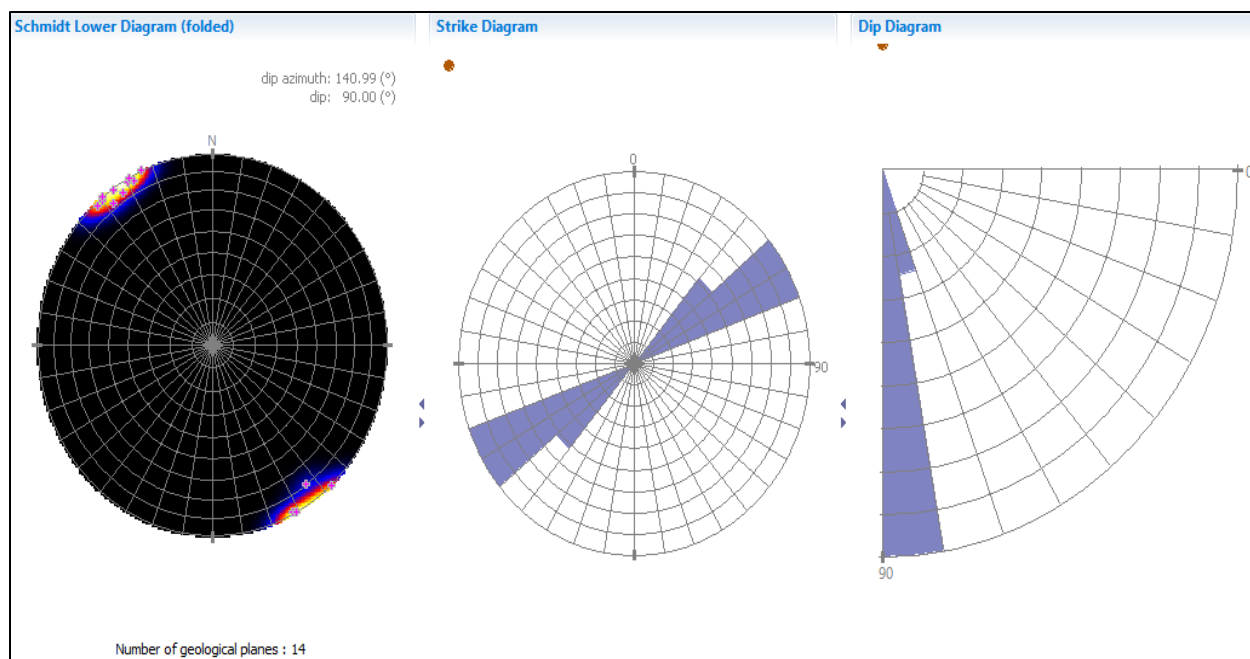 Schmidt Lower Diagram (folded)
Strike Diagram
Dip Diagram
dip azimuth: 140.99 (°)
dip: 90.00 (°)
N
0
0
90
90
Number of geological planes : 14